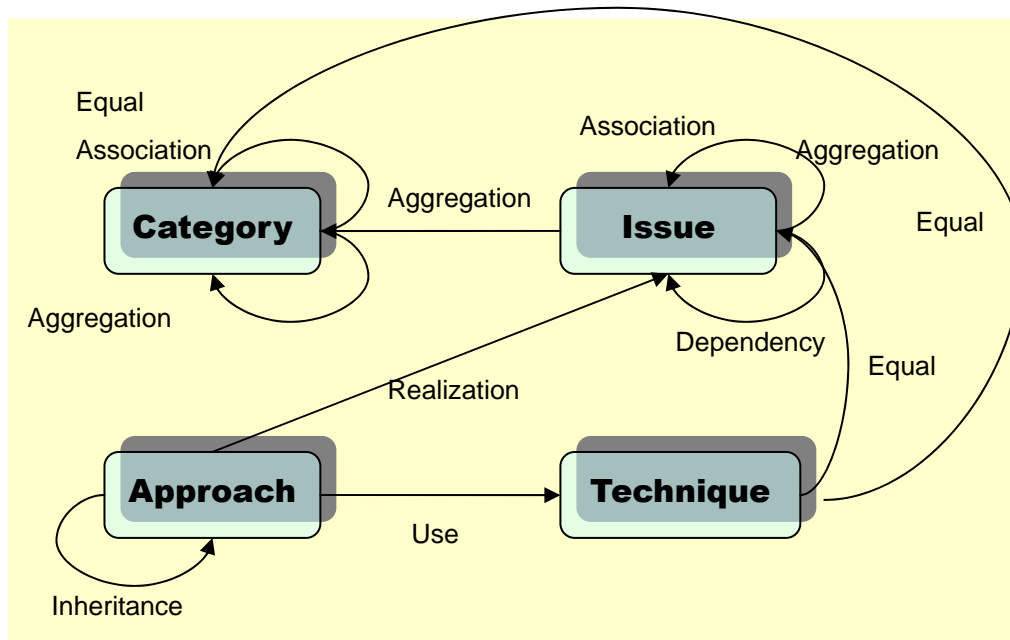 Equal
Association
Association
Aggregation
Aggregation
Equal
Category
Issue
Aggregation
Dependency
Equal
Realization
Approach
Technique
Use
Inheritance